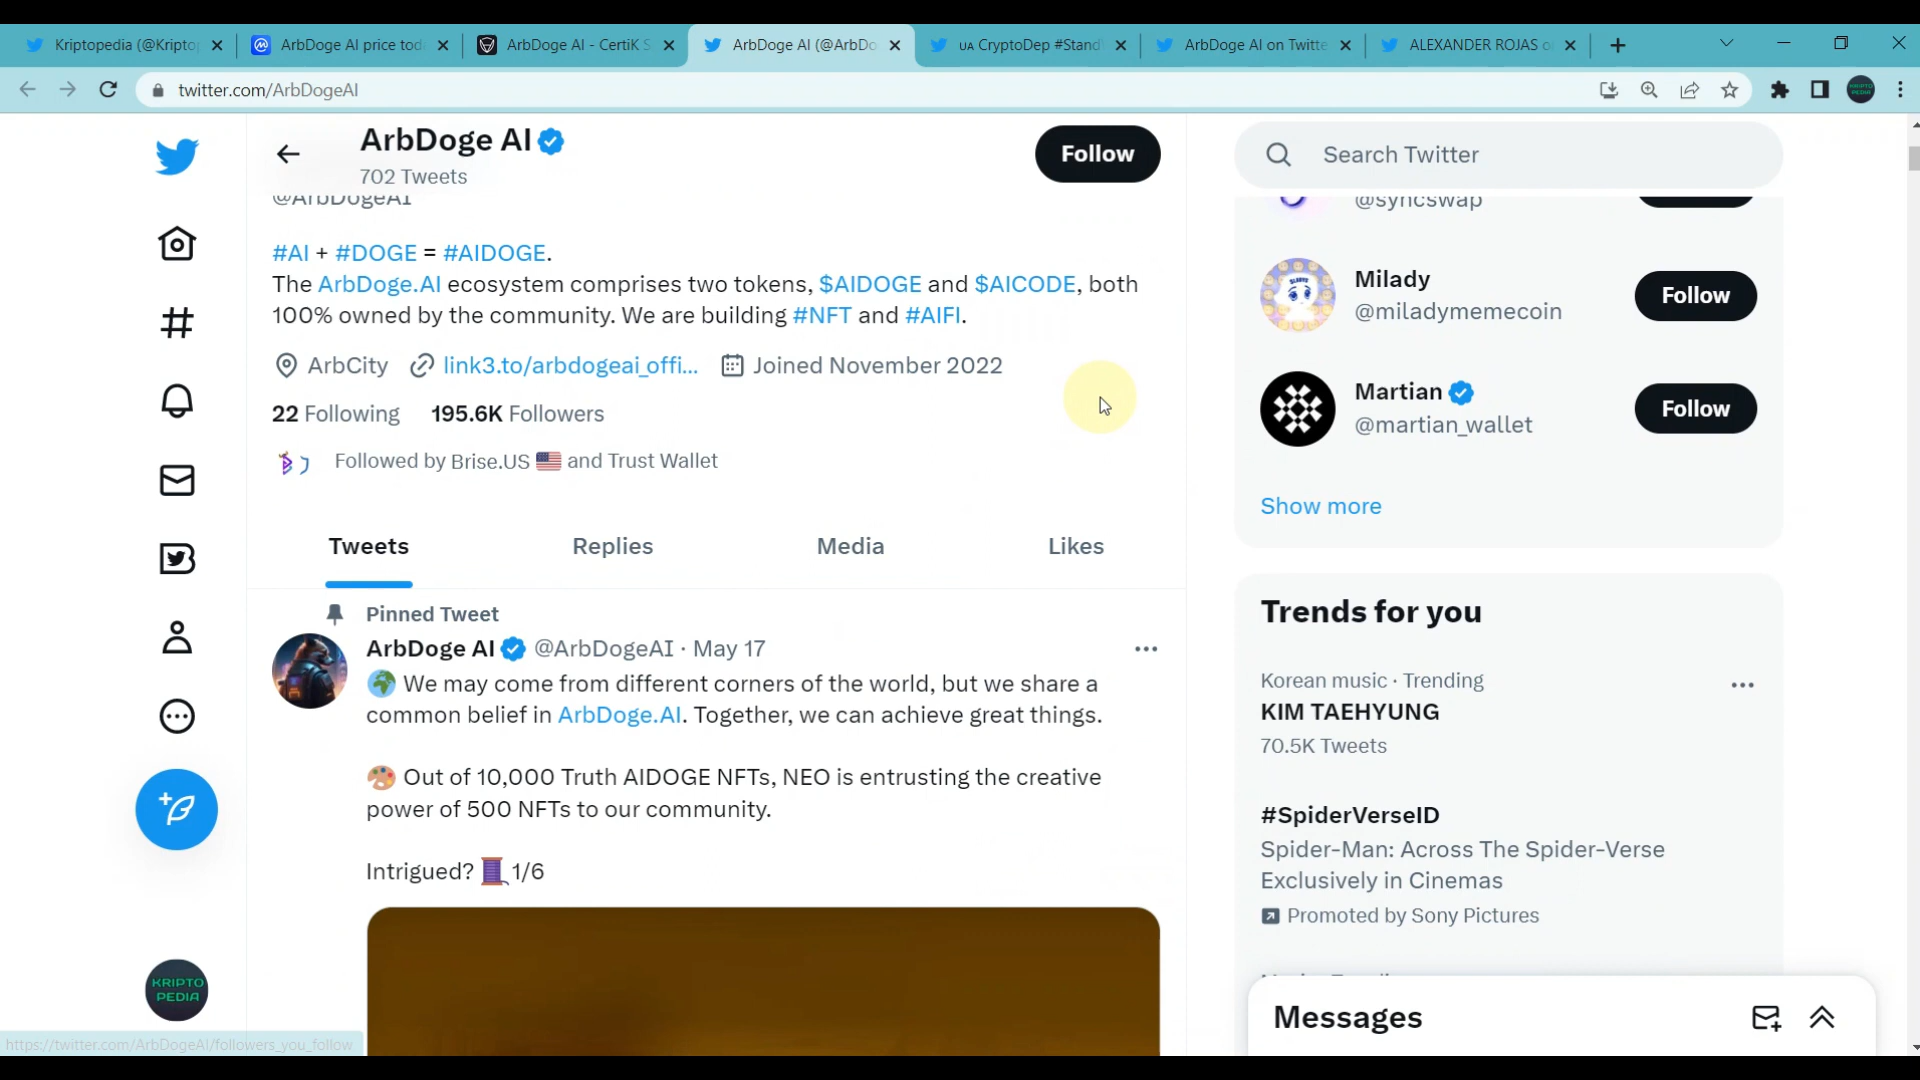 Kriptopedia (@Kripto
ArbDoge AI price tod
ArbDoge AI - CertiK S
ArbDoge AI (@ArbDo
UA CryptoDep #Stand
ArbDoge AI on Twitte
ALEXANDER ROJAS o
twitter.com/ArbDogeAI
ArbDoge AI
702 Tweets
Follow
@ArbDogeAI
#AI + #DOGE = #AIDOGE.
The ArbDoge.AI ecosystem comprises two tokens, $AIDOGE and $AICODE, both
100% owned by the community. We are building #NFT and #AIFI.
ArbCity link3.to/arbdogeai_offi... Joined November 2022
22 Following 195.6K Followers
Followed by Brise.US and Trust Wallet
Tweets Replies Media Likes
Pinned Tweet
ArbDoge AI @ArbDogeAI · May 17
We may come from different corners of the world, but we share a
common belief in ArbDoge.AI. Together, we can achieve great things.
Out of 10,000 Truth AIDOGE NFTs, NEO is entrusting the creative
power of 500 NFTs to our community.
Intrigued? 1/6
Search Twitter
@syncswap
Milady
@miladymemecoin
Follow
Martian
@martian_wallet
Follow
Show more
Trends for you
Korean music · Trending
KIM TAEHYUNG
70.5K Tweets
#SpiderVerseID
Spider-Man: Across The Spider-Verse
Exclusively in Cinemas
Promoted by Sony Pictures
Messages
KRIPTO
PEDIA
https://twitter.com/ArbDogeAI/followers_you_follow